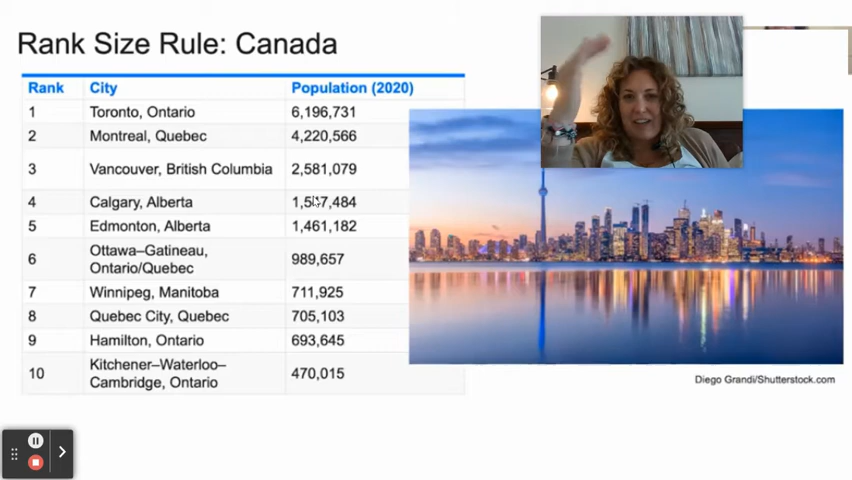 Rank Size Rule: Canada
Rank City Population (2020)
1 Toronto, Ontario 6,196,731
2 Montreal, Quebec 4,220,566
3 Vancouver, British Columbia 2,581,079
4 Calgary, Alberta
5 Edmonton, Alberta 1,461,182
6 Ottawa–Gatineau,
Ontario/Quebec 989,657
7 Winnipeg, Manitoba 711,925
8 Quebec City, Quebec 705,103
9 Hamilton, Ontario 693,645
10 Kitchener–Waterloo–
Cambridge, Ontario 470,015
Diego Grandi/Shutterstock.com